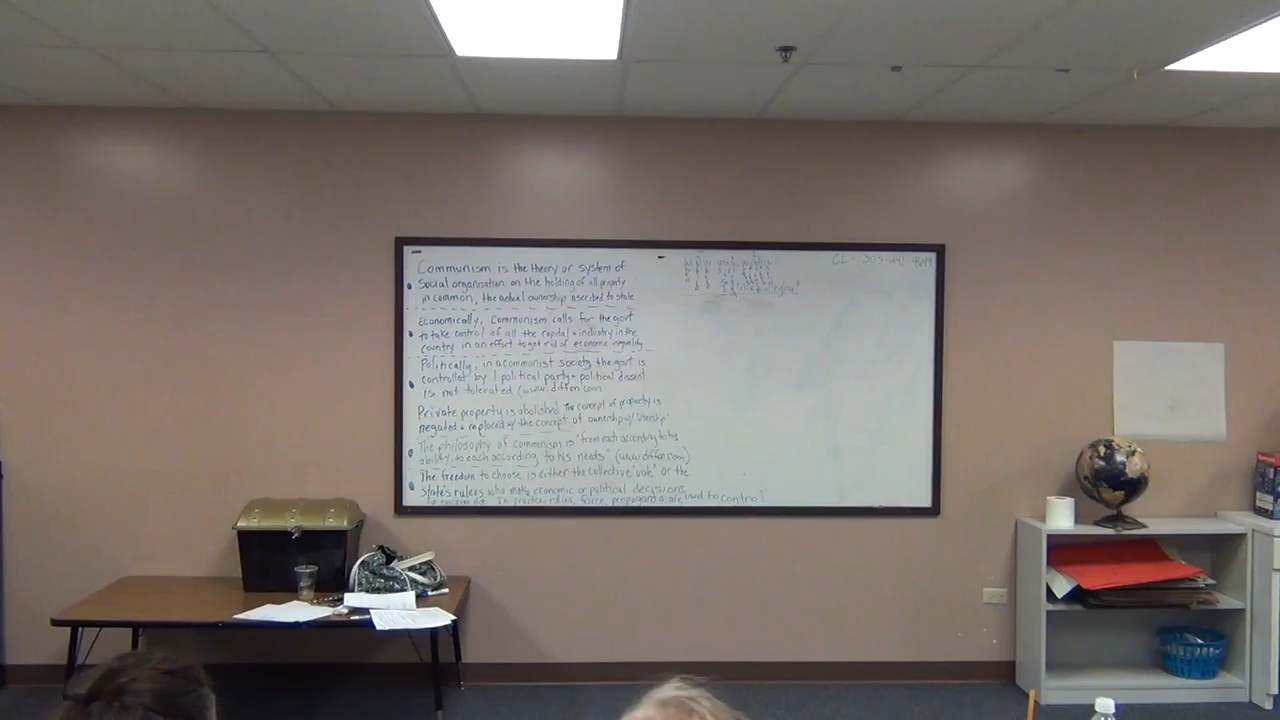 Communism is the theory or system of
Social organization on the holding of all property
in common, the actual ownership ascribed to state
Economically, Communism calls for the govt
to take control of all the capital + industry in the
country in an effort to get rid of economic inequality
Politically, in a communist society, the govt is
controlled by 1 political party + political dissent
is not tolerated (www.diffen.com
Private property is abolished The concept of property is
negated + replaced w/ the concept of ownership w/ 'usership'
The philosophy of communism is "from each according to his
ability to each according to his needs" (www.diffen.com)
The freedom to choose is either the collective 'vote' or the
State's rulers who make economic or political decisions
In practice, rallies, force, propaganda are used to control